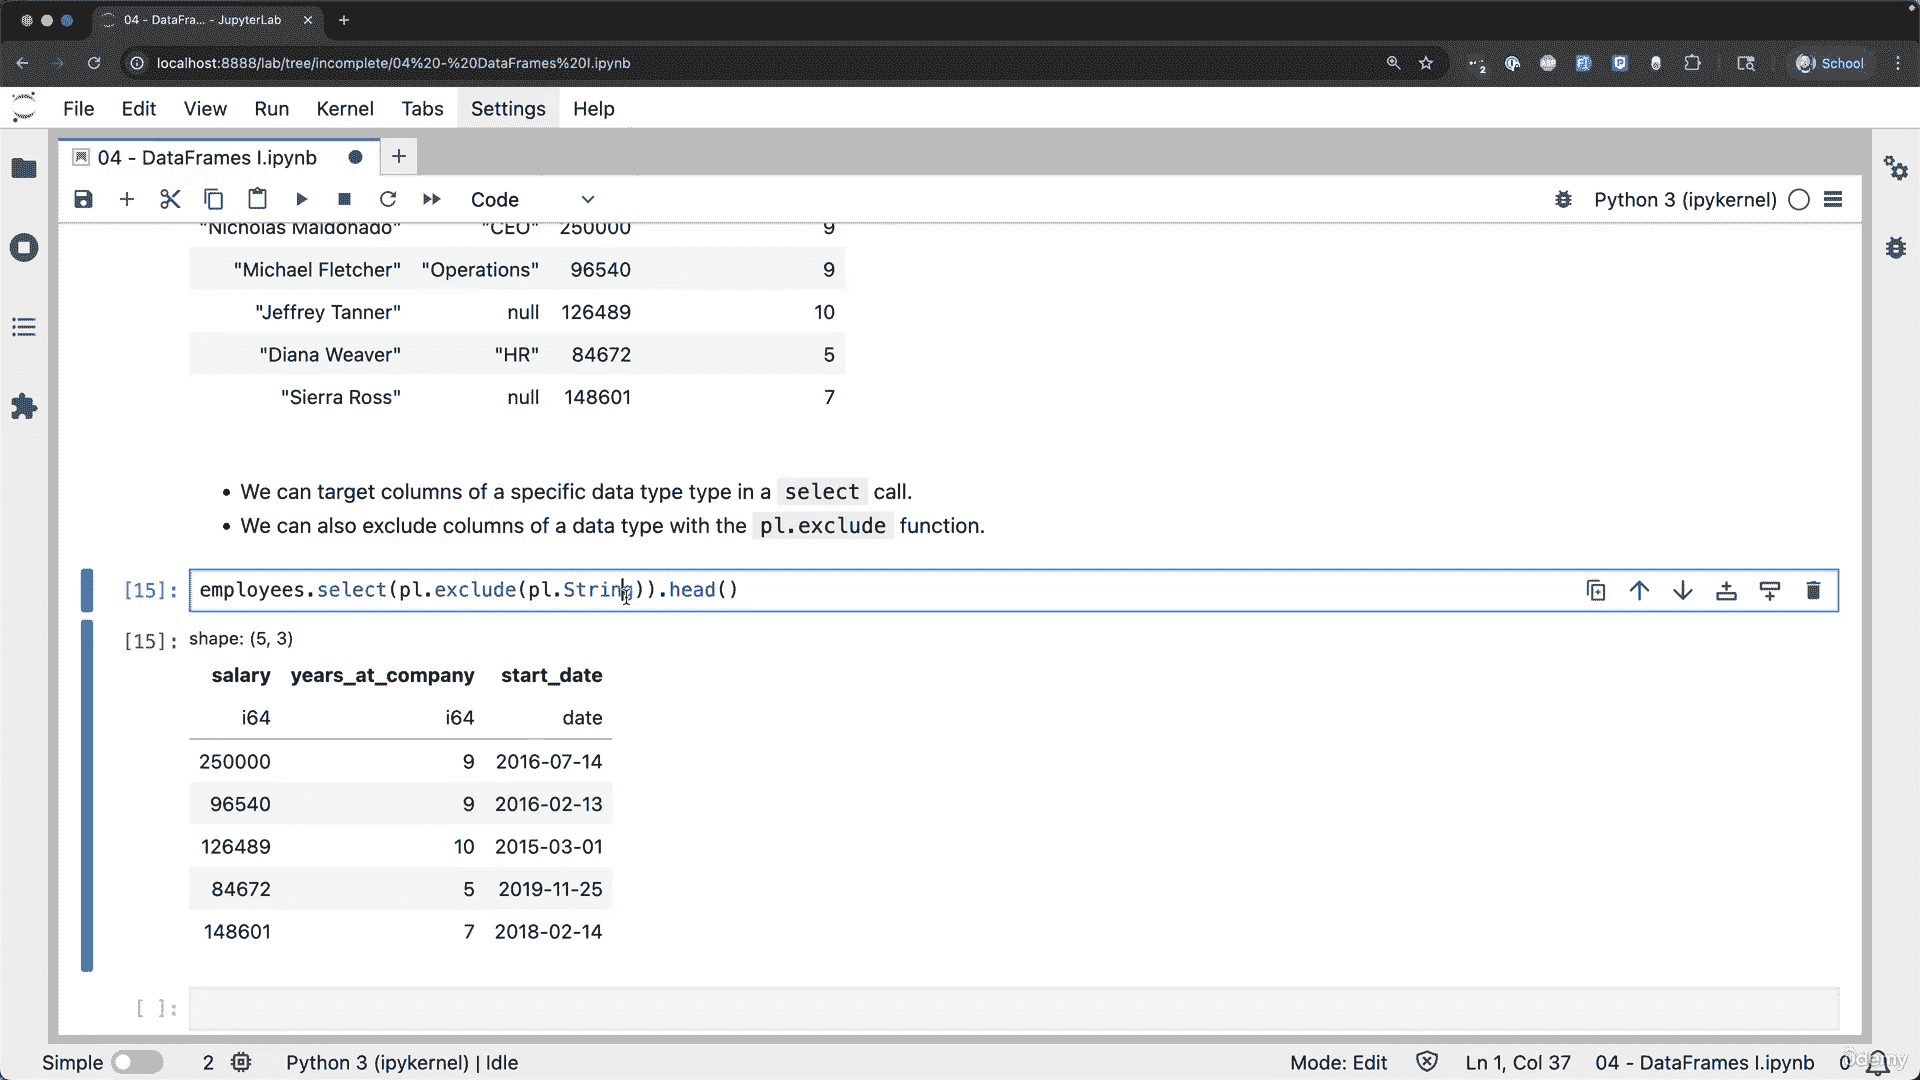 04 - DataFra... - JupyterLab
localhost:8888/lab/tree/incomplete/04%20-%20DataFrames%20I.ipynb
School
File Edit View Run Kernel Tabs Settings Help
04 - DataFrames I.ipynb
Code
Python 3 (ipykernel)
"Nicholas Maldonado" "CEO" 250000 9
"Michael Fletcher" "Operations" 96540 9
"Jeffrey Tanner" null 126489 10
"Diana Weaver" "HR" 84672 5
"Sierra Ross" null 148601 7
• We can target columns of a specific data type type in a select call.
• We can also exclude columns of a data type with the pl.exclude function.
[15]: employees.select(pl.exclude(pl.String)).head()
[15]: shape: (5, 3)
salary years_at_company start_date
i64 i64 date
250000 9 2016-07-14
96540 9 2016-02-13
126489 10 2015-03-01
84672 5 2019-11-25
148601 7 2018-02-14
[ ]:
Simple 2 Python 3 (ipykernel) | Idle Mode: Edit Ln 1, Col 37 04 - DataFrames I.ipynb 0